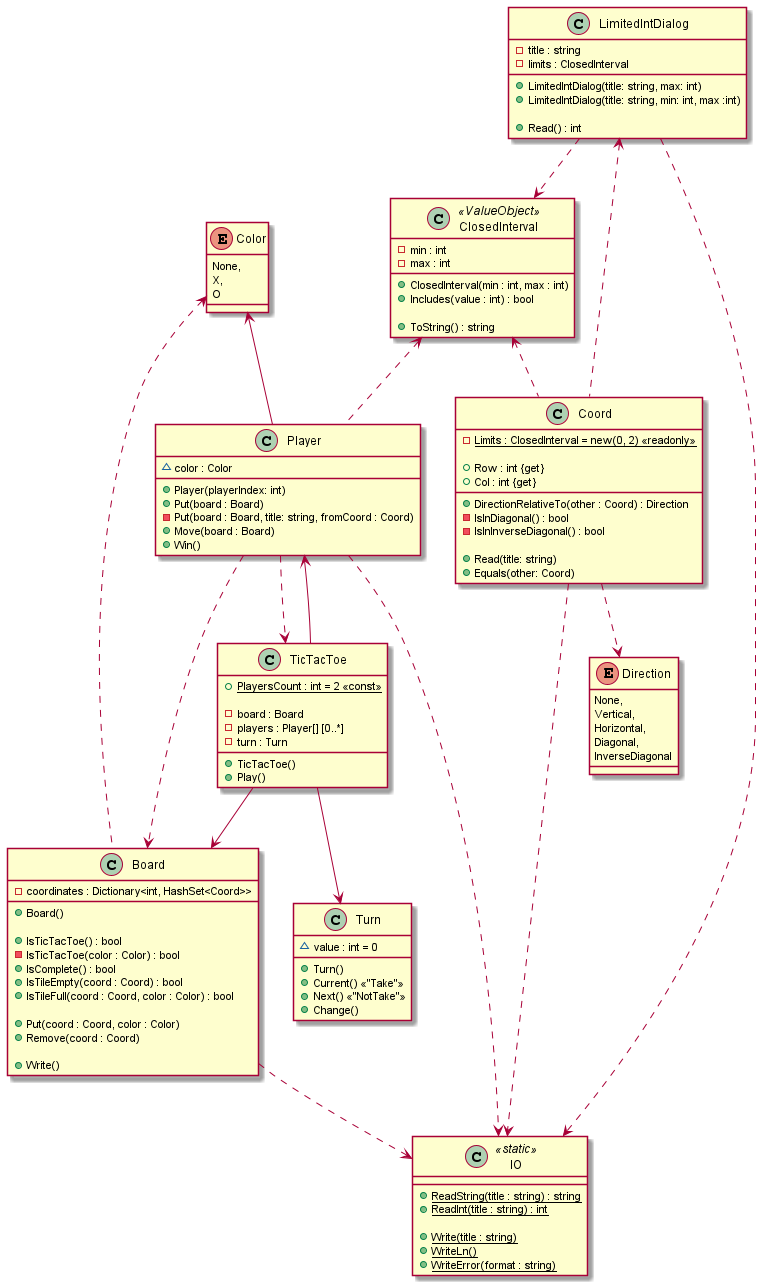 C LimitedIntDialog
title : string
limits : ClosedInterval
LimitedIntDialog(title: string, max: int)
LimitedIntDialog(title: string, min: int, max :int)
Read() : int
C «ValueObject»
ClosedInterval
min : int
max : int
ClosedInterval(min : int, max : int)
Includes(value : int) : bool
ToString() : string
E Color
None,
X,
O
C Player
color : Color
Player(playerIndex: int)
Put(board : Board)
Put(board : Board, title: string, fromCoord : Coord)
Move(board : Board)
Win()
C Coord
Limits : ClosedInterval = new(0, 2) «readonly»
Row : int {get}
Col : int {get}
DirectionRelativeTo(other : Coord) : Direction
IsInDiagonal() : bool
IsInInverseDiagonal() : bool
Read(title: string)
Equals(other: Coord)
C TicTacToe
PlayersCount : int = 2 «const»
board : Board
players : Player[] [0..*]
turn : Turn
TicTacToe()
Play()
E Direction
None,
Vertical,
Horizontal,
Diagonal,
InverseDiagonal
C Board
coordinates : Dictionary<int, HashSet<Coord>>
Board()
IsTicTacToe() : bool
IsTicTacToe(color : Color) : bool
IsComplete() : bool
IsTileEmpty(coord : Coord) : bool
IsTileFull(coord : Coord, color : Color) : bool
Put(coord : Coord, color : Color)
Remove(coord : Coord)
Write()
C Turn
value : int = 0
Turn()
Current() «"Take"»
Next() «"NotTake"»
Change()
C «static»
IO
ReadString(title : string) : string
ReadInt(title : string) : int
Write(title : string)
WriteLn()
WriteError(format : string)